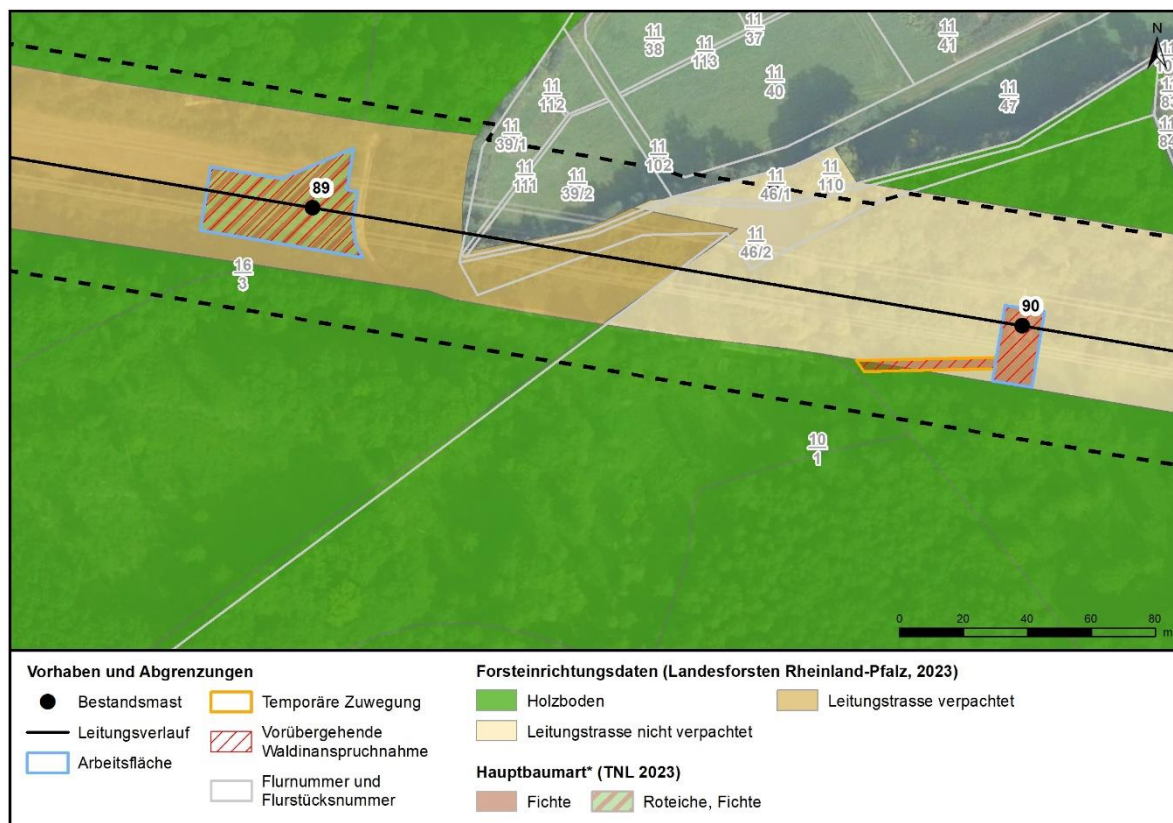 11
38
11
37
11
113
11
41
11
40
11
112
11
47
N
11
39/1
11
111
11
39/2
11
102
11
46/1
11
110
11
84
89
16
3
11
46/2
90
10
1
0 20 40 60 80
m
Vorhaben und Abgrenzungen
Bestandsmast
Leitungsverlauf
Arbeitsfläche
Temporäre Zuwegung
Vorübergehende
Waldinanspruchnahme
Flurnummer und
Flurstücksnummer
Forsteinrichtungsdaten (Landesforsten Rheinland-Pfalz, 2023)
Holzboden
Leitungstrasse verpachtet
Leitungstrasse nicht verpachtet
Hauptbaumart* (TNL 2023)
Fichte
Roteiche, Fichte